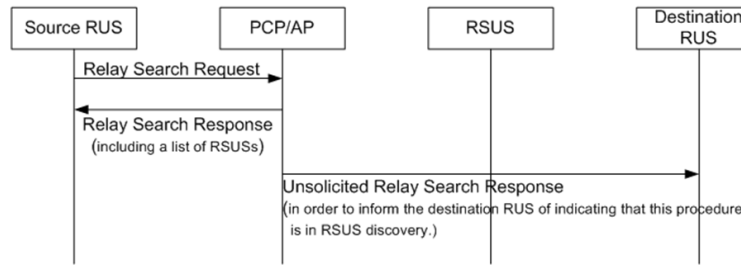 Source RUS
PCP/AP
RSUS
Destination
RUS
Relay Search Request
Relay Search Response
(including a list of RSUSs)
Unsolicited Relay Search Response
(in order to inform the destination RUS of indicating that this procedure
is in RSUS discovery.)